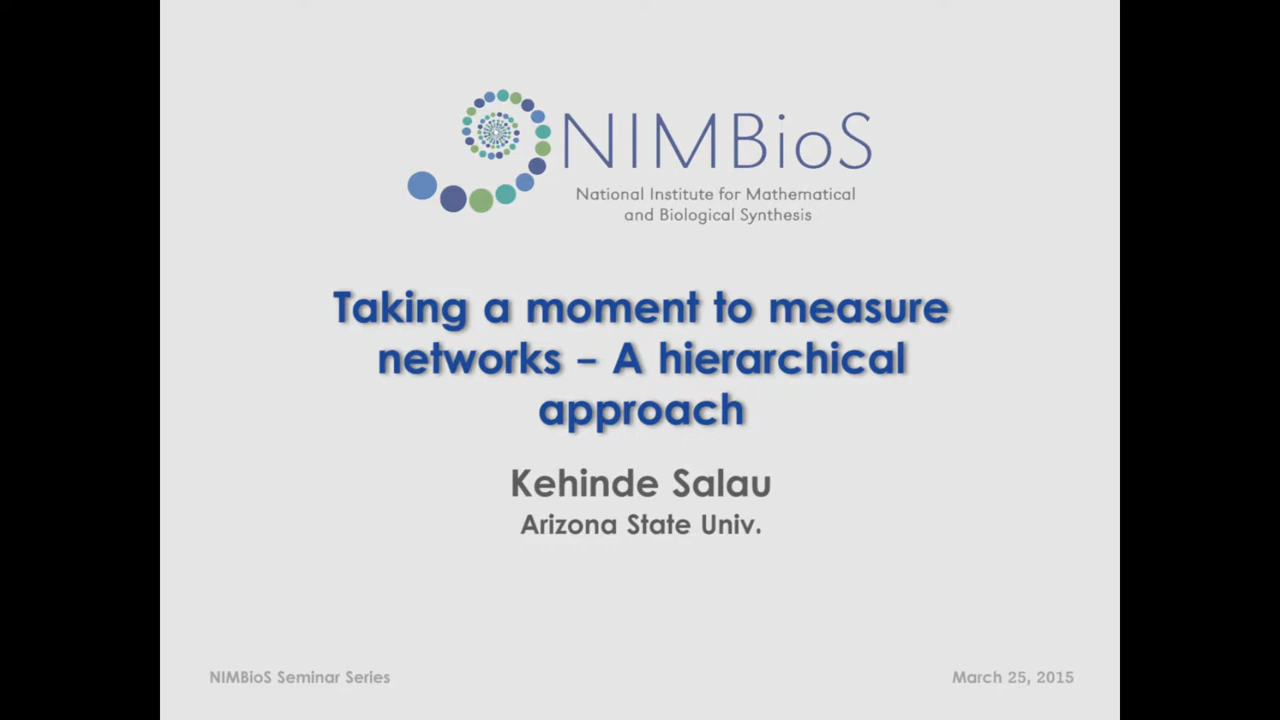 NIMBioS
National Institute for Mathematical
and Biological Synthesis
Taking a moment to measure
networks – A hierarchical
approach
Kehinde Salau
Arizona State Univ.
NIMBioS Seminar Series
March 25, 2015